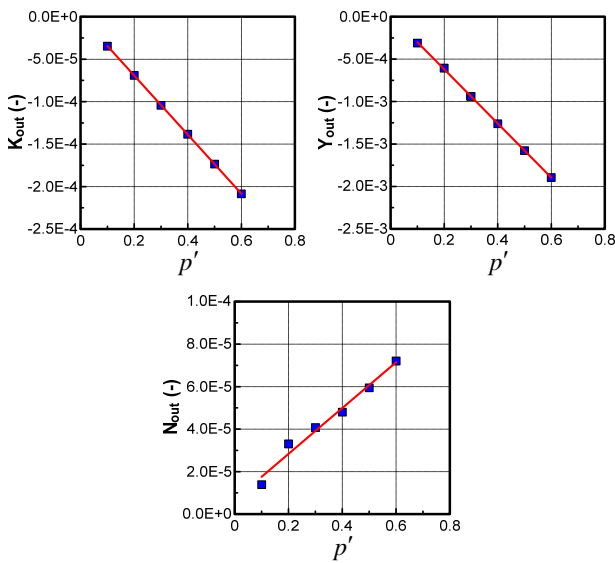 0.0E+0
-5.0E-5
-1.0E-4
-1.5E-4
-2.0E-4
-2.5E-4
Kout (-)
0 0.2 0.4 0.6 0.8
p'
0.0E+0
-5.0E-4
-1.0E-3
-1.5E-3
-2.0E-3
-2.5E-3
Yout (-)
0 0.2 0.4 0.6 0.8
p'
1.0E-4
8.0E-5
6.0E-5
4.0E-5
2.0E-5
0.0E+0
Nout (-)
0 0.2 0.4 0.6 0.8
p'